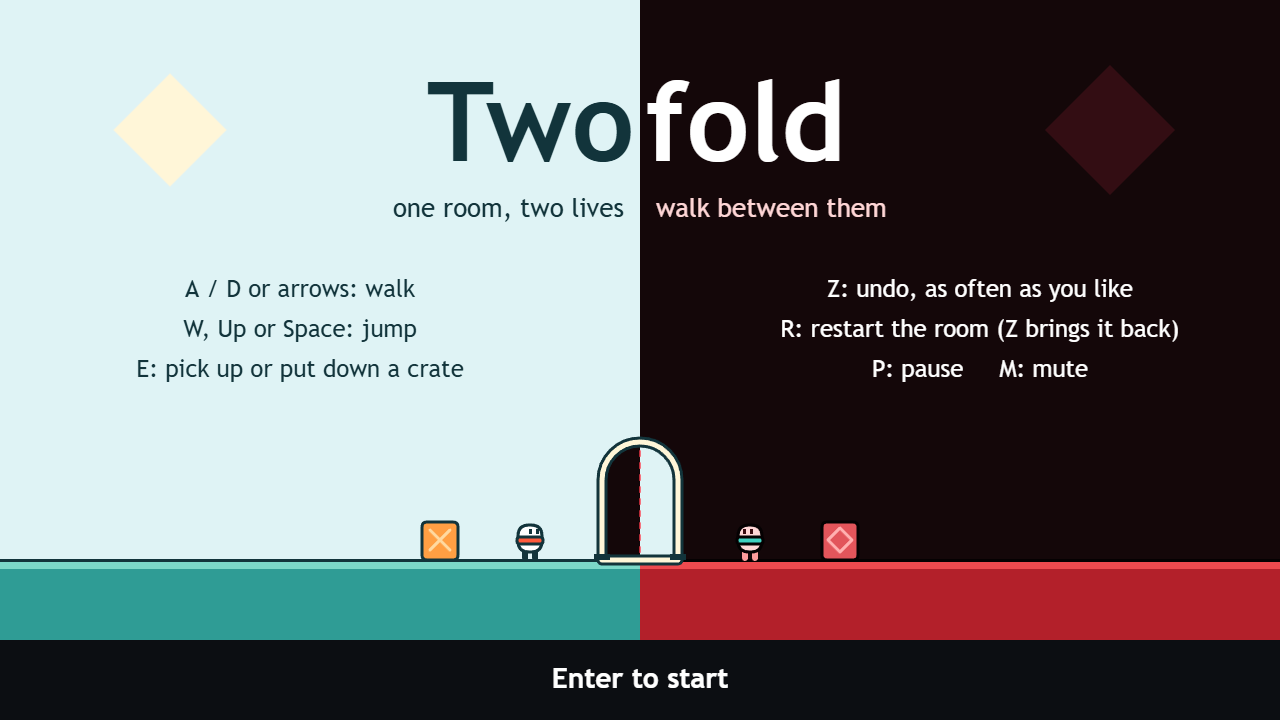 Twofold
one room, two lives walk between them
A / D or arrows: walk
W, Up or Space: jump
E: pick up or put down a crate
Z: undo, as often as you like
R: restart the room (Z brings it back)
P: pause M: mute
Enter to start